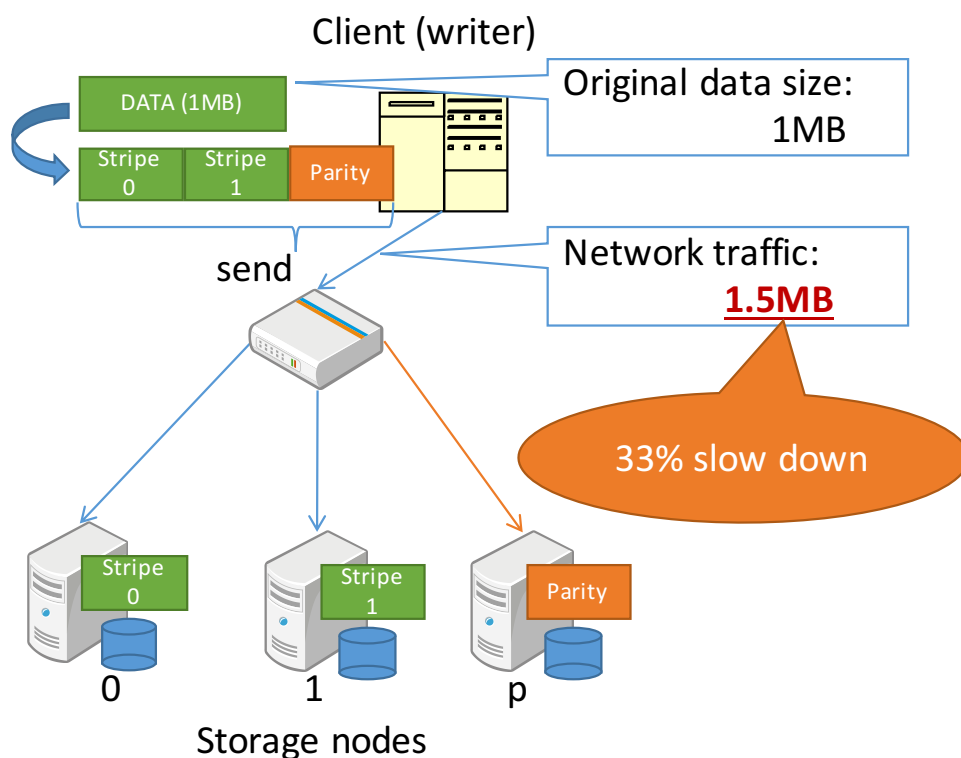 Client (writer)
DATA (1MB)
Original data size:
1MB
Stripe
0
Stripe
1
Parity
send
Network traffic:
1.5MB
33% slow down
Stripe
0
Stripe
1
Parity
0
1
p
Storage nodes